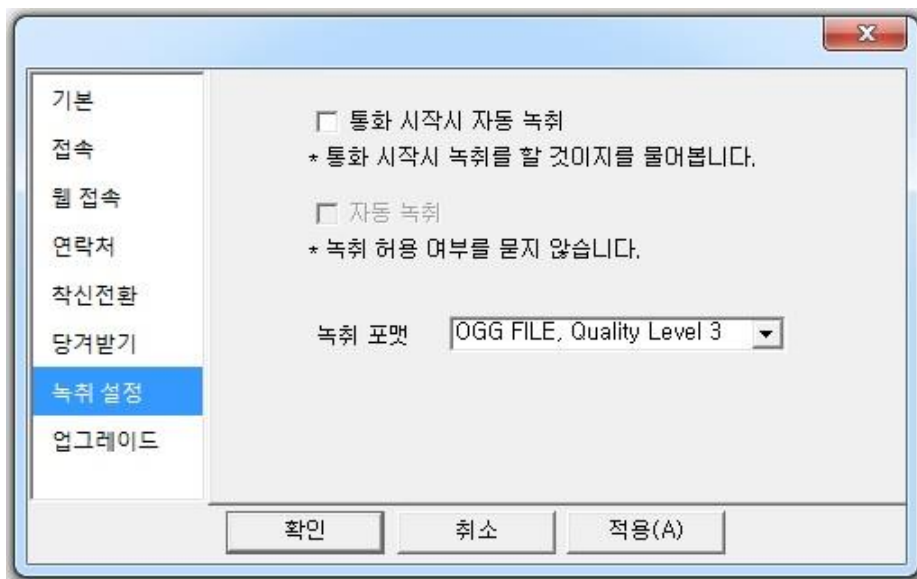 기본
접속
웹 접속
연락처
착신전환
당겨받기
녹취 설정
업그레이드
통화 시작시 자동 녹취
* 통화 시작시 녹취를 할 것이지를 물어봅니다.
자동 녹취
* 녹취 허용 여부를 묻지 않습니다.
녹취 포맷 OGG FILE, Quality Level 3
확인 취소 적용(A)